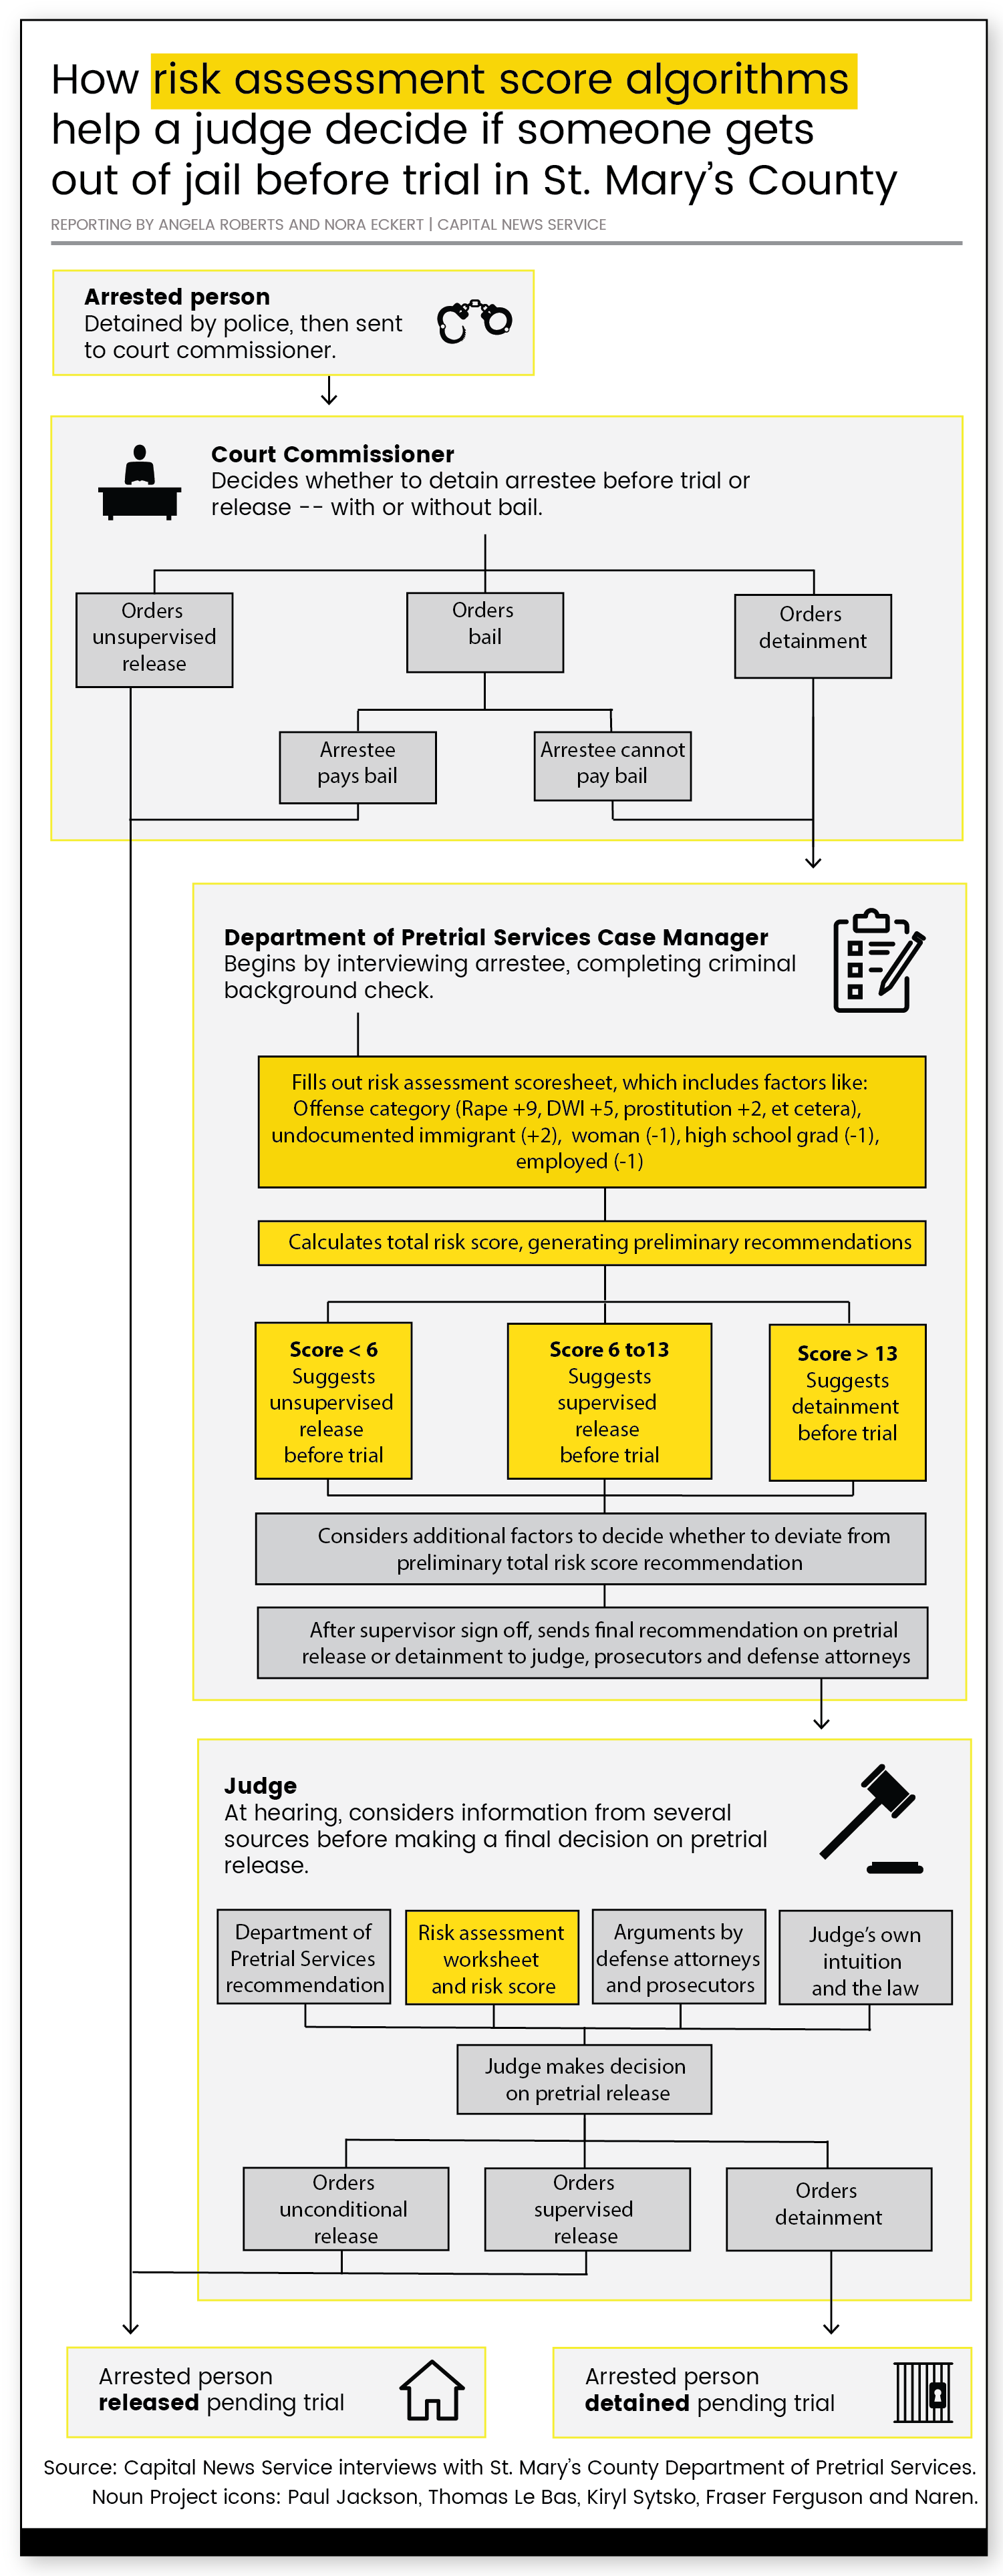 How risk assessment score algorithms
help a judge decide if someone gets
out of jail before trial in St. Mary's County
REPORTING BY ANGELA ROBERTS AND NORA ECKERT | CAPITAL NEWS SERVICE
Arrested person
Detained by police, then sent
to court commissioner.
Court Commissioner
Decides whether to detain arrestee before trial or
release -- with or without bail.
Orders
unsupervised
release
Orders
bail
Orders
detainment
Arrestee
pays bail
Arrestee cannot
pay bail
Department of Pretrial Services Case Manager
Begins by interviewing arrestee, completing criminal
background check.
Fills out risk assessment scoresheet, which includes factors like:
Offense category (Rape +9, DWI +5, prostitution +2, et cetera),
undocumented immigrant (+2), woman (-1), high school grad (-1),
employed (-1)
Calculates total risk score, generating preliminary recommendations
Score < 6
Suggests
unsupervised
release
before trial
Score 6 to13
Suggests
supervised
release
before trial
Score > 13
Suggests
detainment
before trial
Considers additional factors to decide whether to deviate from
preliminary total risk score recommendation
After supervisor sign off, sends final recommendation on pretrial
release or detainment to judge, prosecutors and defense attorneys
Judge
At hearing, considers information from several
sources before making a final decision on pretrial
release.
Department of
Pretrial Services
recommendation
Risk assessment
worksheet
and risk score
Arguments by
defense attorneys
and prosecutors
Judge's own
intuition
and the law
Judge makes decision
on pretrial release
Orders
unconditional
release
Orders
supervised
release
Orders
detainment
Arrested person
released pending trial
Arrested person
detained pending trial
Source: Capital News Service interviews with St. Mary's County Department of Pretrial Services.
Noun Project icons: Paul Jackson, Thomas Le Bas, Kiryl Sytsko, Fraser Ferguson and Naren.